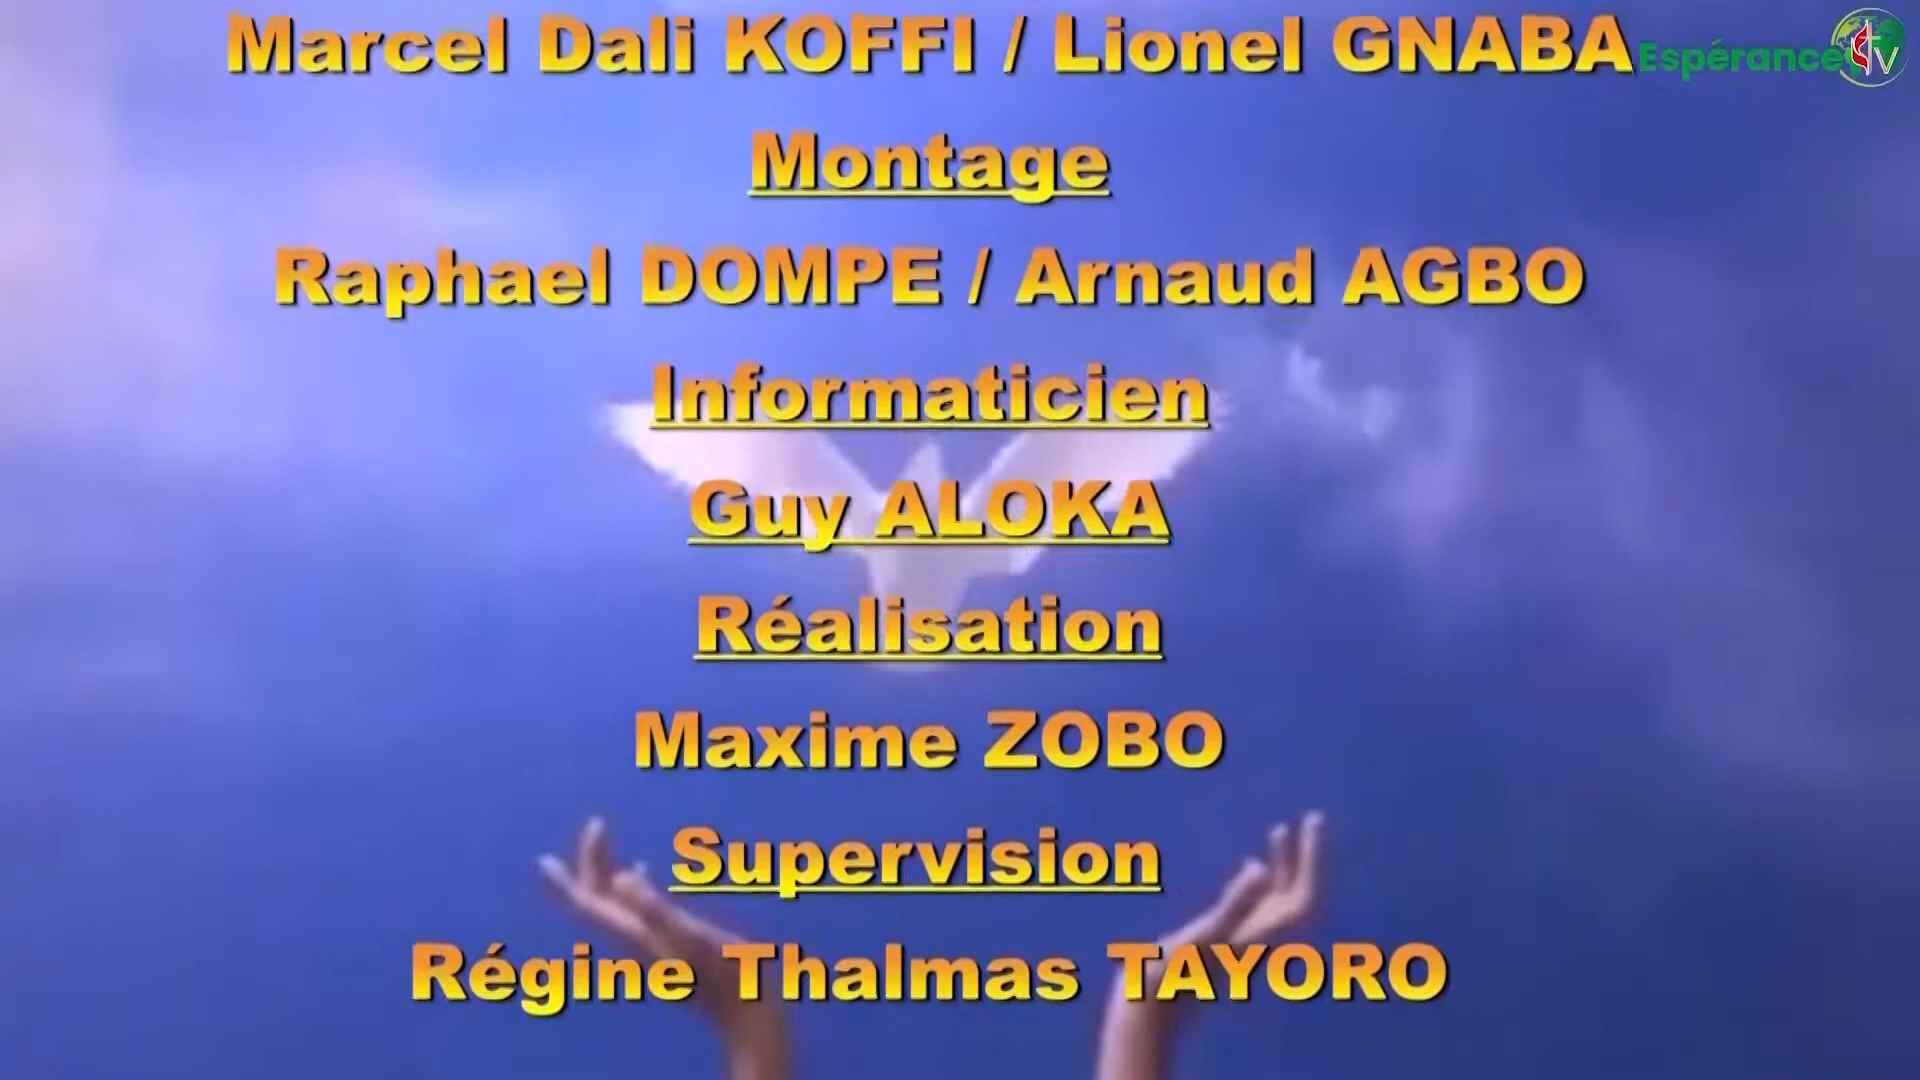 Marcel Dali KOFFI / Lionel GNABA
Espérance TV
Montage
Raphael DOMPE / Arnaud AGBO
Informaticien
Guy ALOKA
Réalisation
Maxime ZOBO
Supervision
Régine Thalmas TAYORO